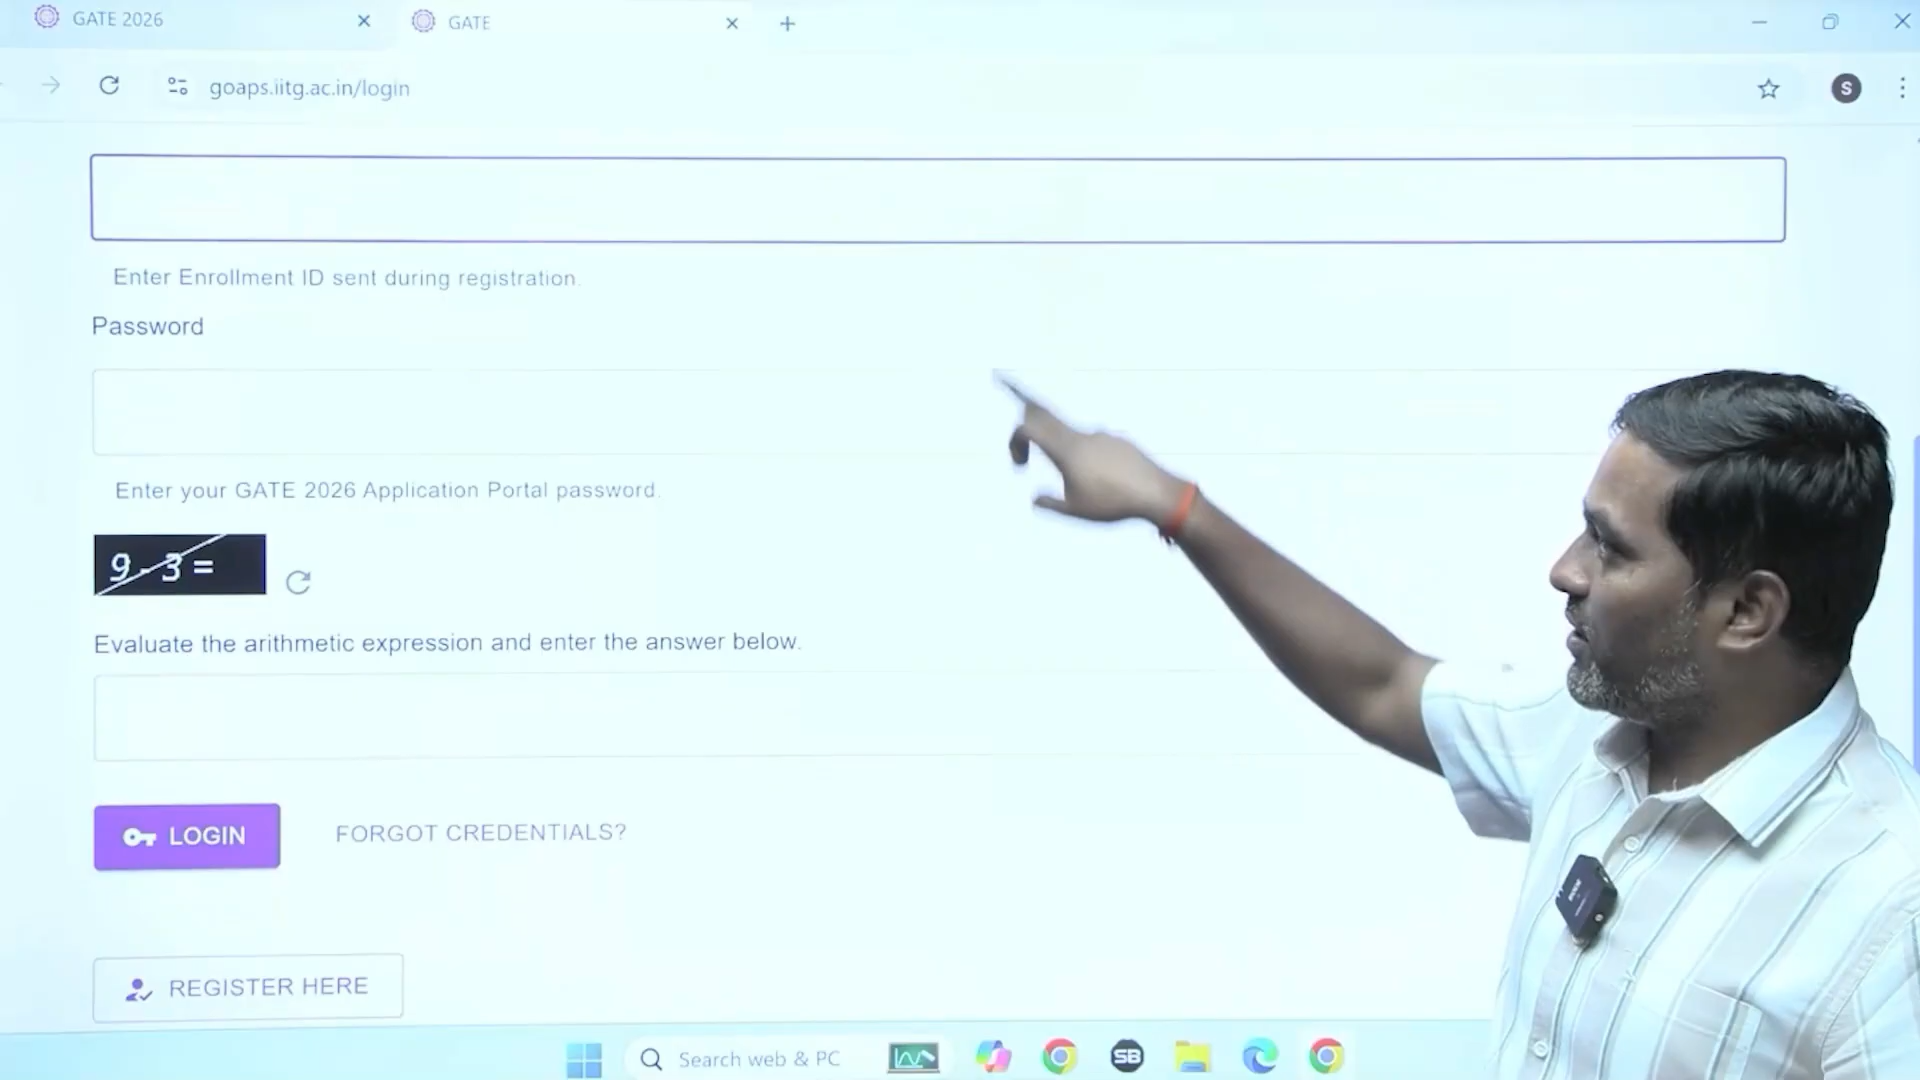 GATE 2026
GATE
goaps.iitg.ac.in/login
S
Enter Enrollment ID sent during registration.
Password
Enter your GATE 2026 Application Portal password.
9 - 3 =
Evaluate the arithmetic expression and enter the answer below.
LOGIN
FORGOT CREDENTIALS?
REGISTER HERE
Search web & PC
SB